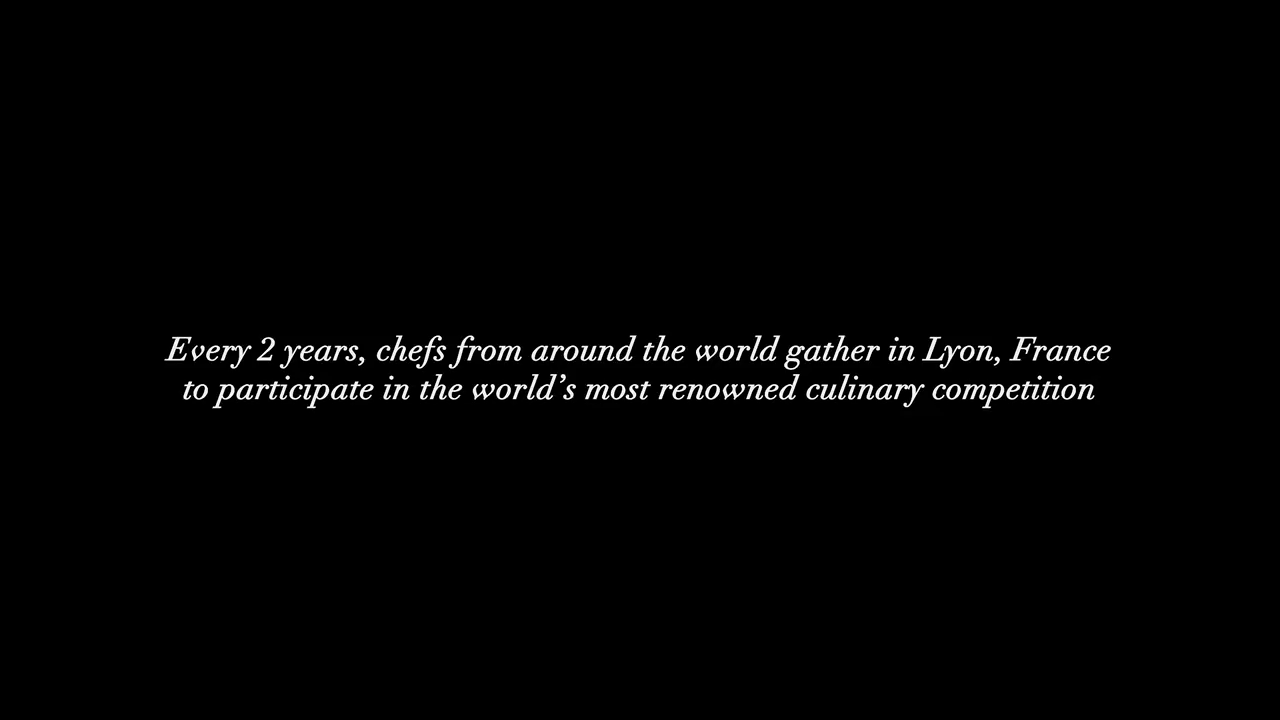 Every 2 years, chefs from around the world gather in Lyon, France
to participate in the world’s most renowned culinary competition